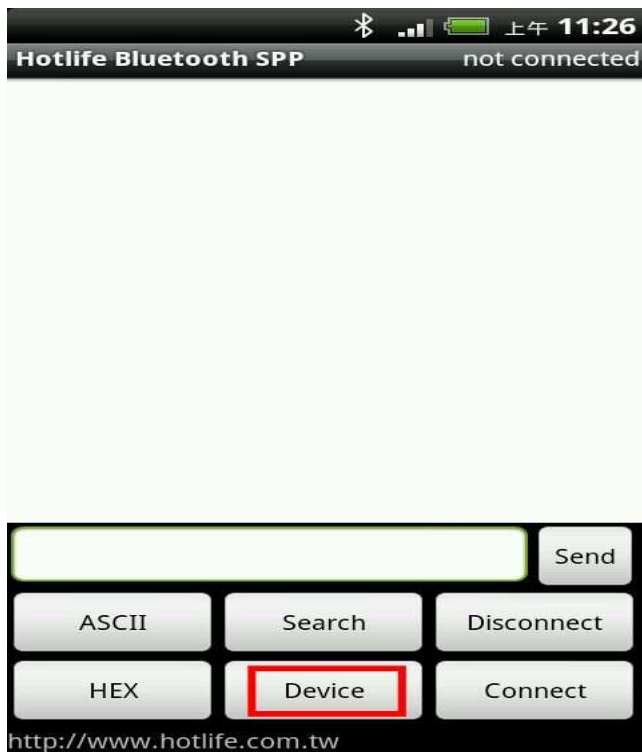 上午 11:26
Hotlife Bluetooth SPP not connected
Send
ASCII Search Disconnect
HEX Device Connect
http://www.hotlife.com.tw